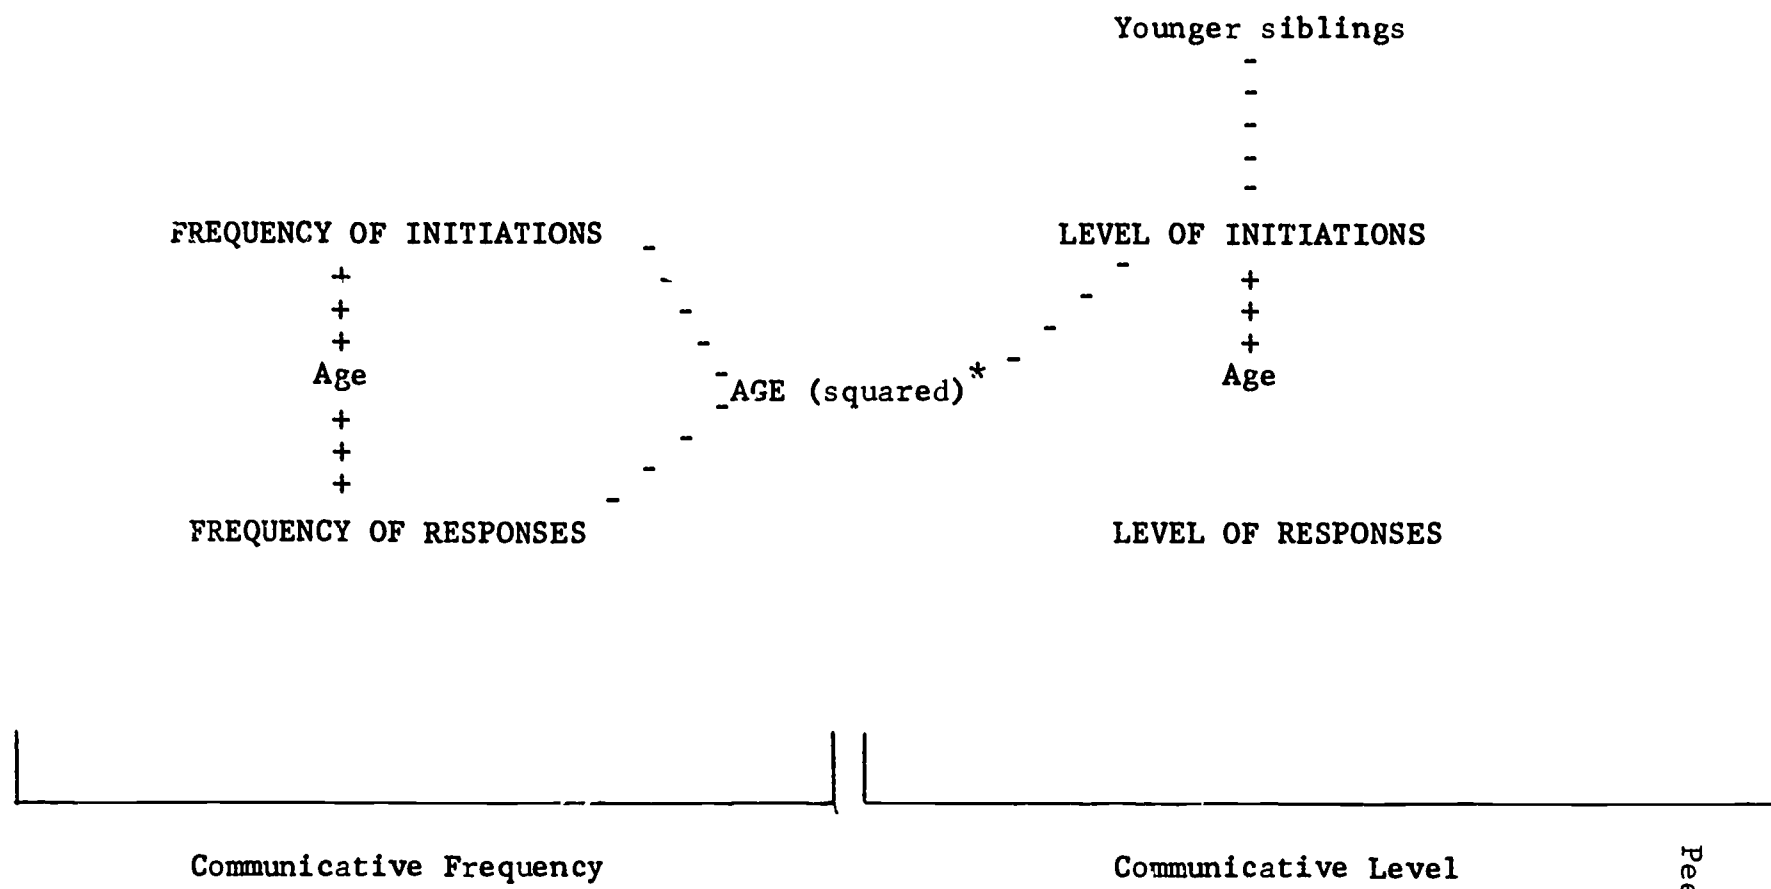 Younger siblings
-
-
-
-
-
FREQUENCY OF INITIATIONS - LEVEL OF INITIATIONS
+ - - +
+ - - +
+ - - +
Age - AGE (squared)* - Age
+ -
+ -
+ -
-
FREQUENCY OF RESPONSES LEVEL OF RESPONSES
Communicative Frequency Communicative Level